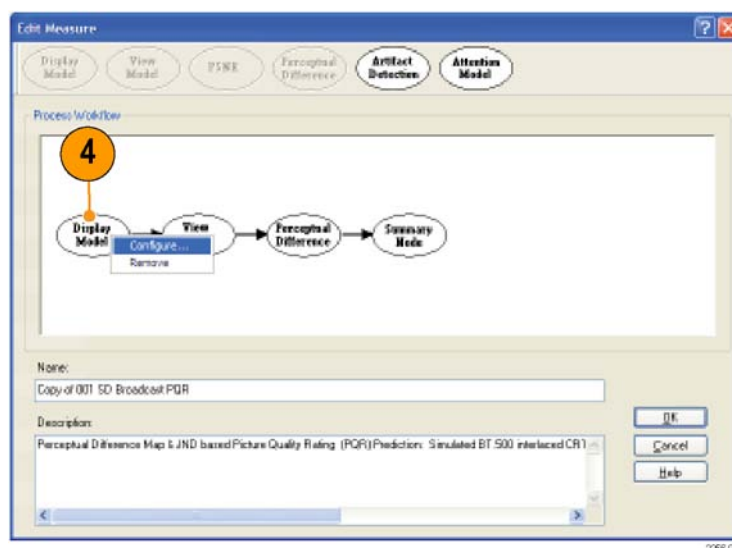 Edit Measure
Display Model
View Model
PSNR
Perceptual Difference
Artifact Detection
Attention Model
Process Workflow
4
Display Model
View
Perceptual Difference
Summary Node
Configure...
Remove
Name:
Copy of 001 SD Broadcast PQR
Description:
Perceptual Difference Map & JND based Picture Quality Rating (PQR) Prediction: Simulated BT.500 interlaced CRT
OK
Cancel
Help